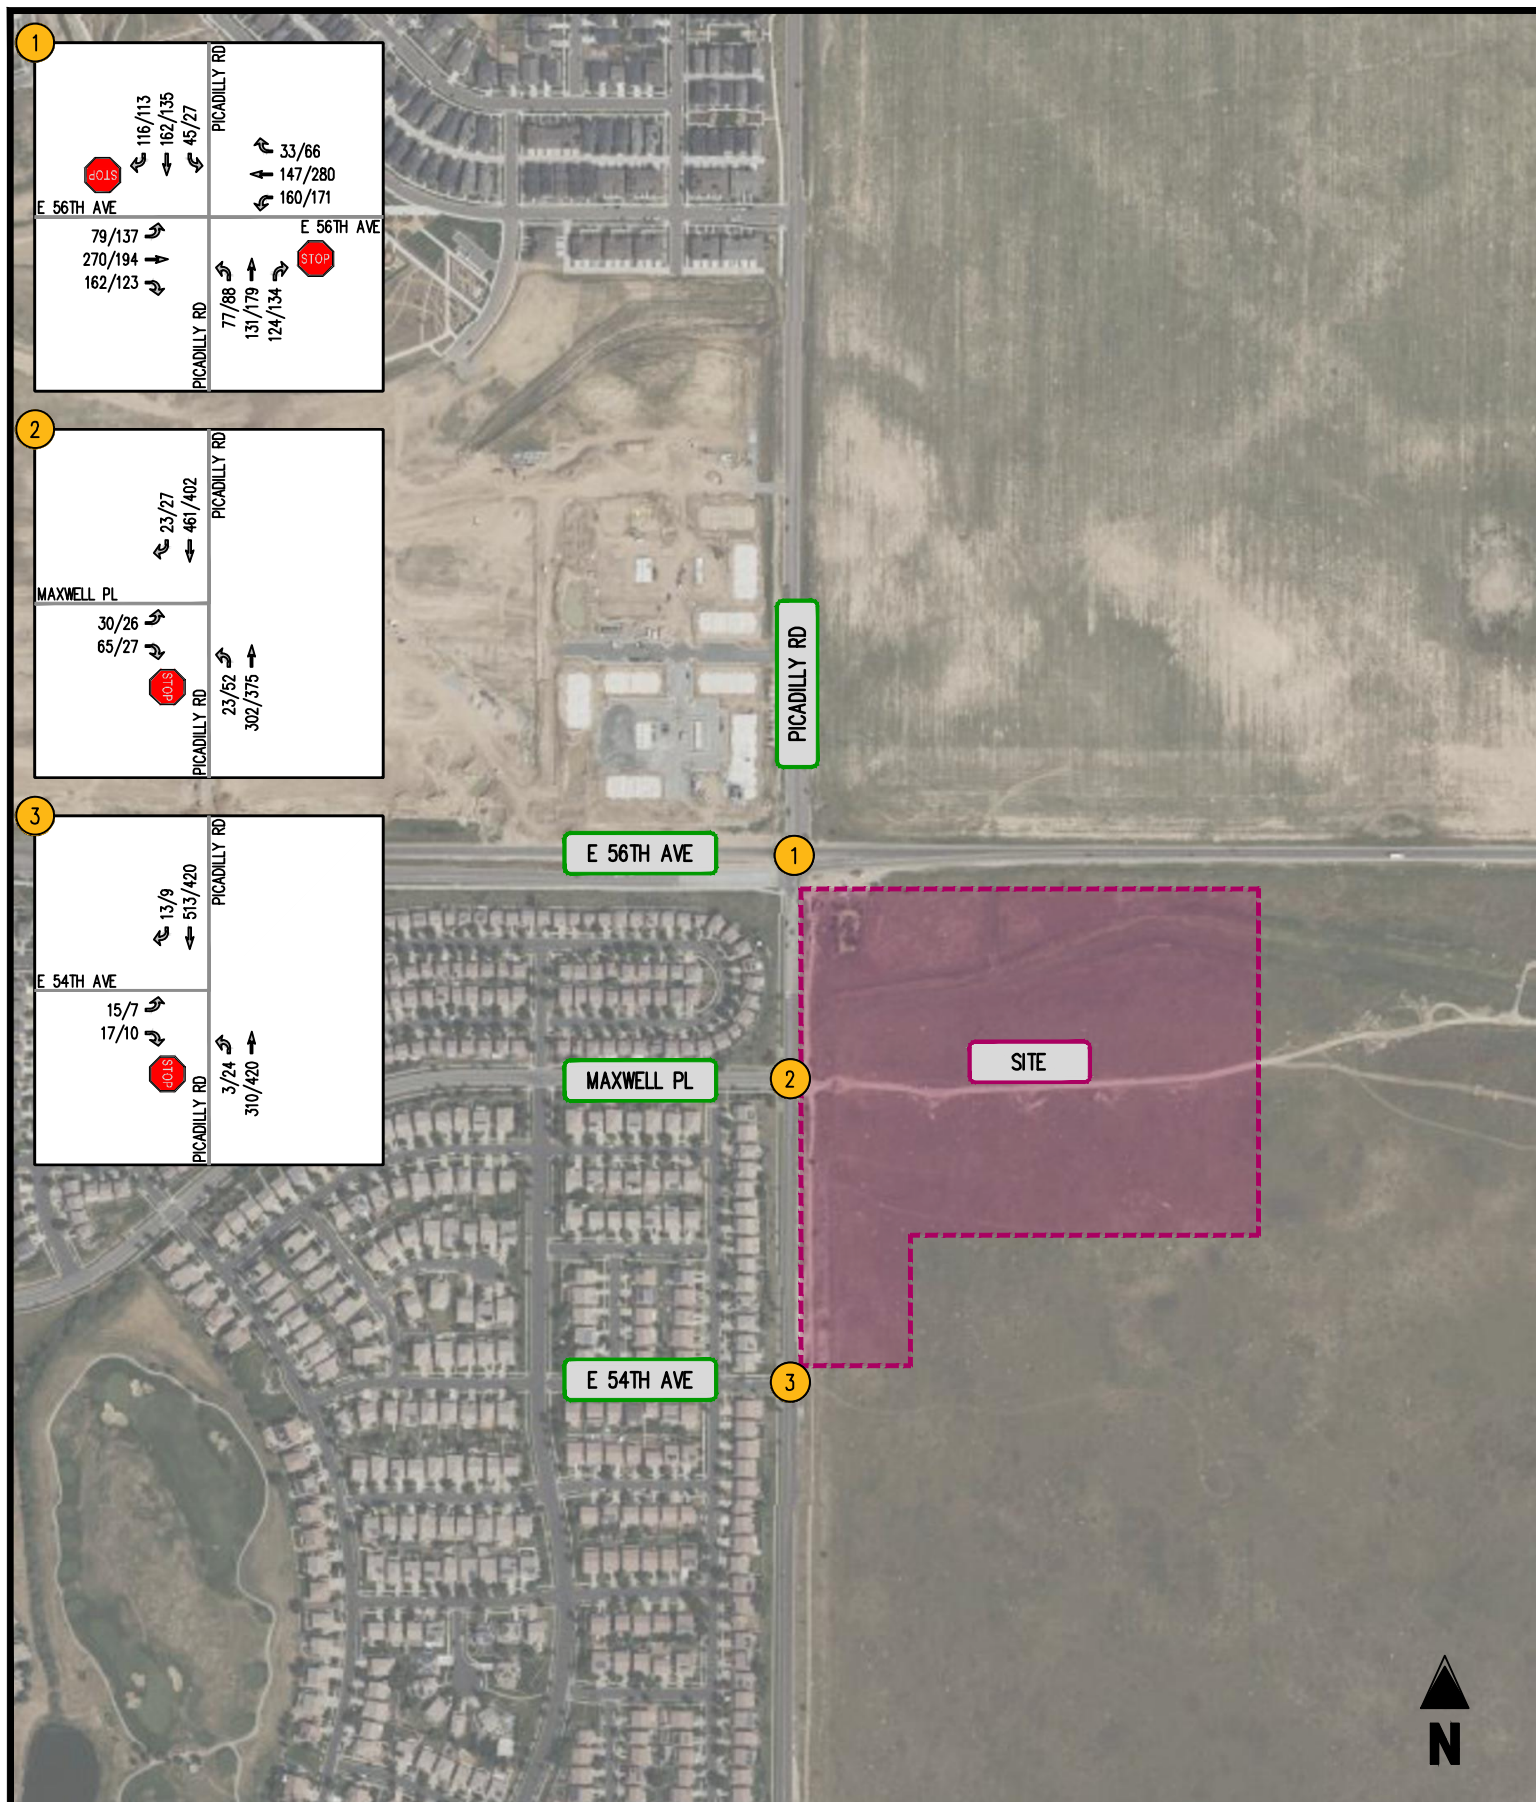 1
PICADILLY RD
116/113
162/135
45/27
33/66
147/280
160/171
STOP
E 56TH AVE
E 56TH AVE
79/137
270/194
162/123
STOP
77/88
131/179
124/134
PICADILLY RD
2
PICADILLY RD
23/27
461/402
MAXWELL PL
30/26
65/27
STOP
23/52
302/375
PICADILLY RD
3
PICADILLY RD
13/9
513/420
E 54TH AVE
15/7
17/10
STOP
3/24
310/420
PICADILLY RD
PICADILLY RD
E 56TH AVE
1
SITE
MAXWELL PL
2
E 54TH AVE
3
N